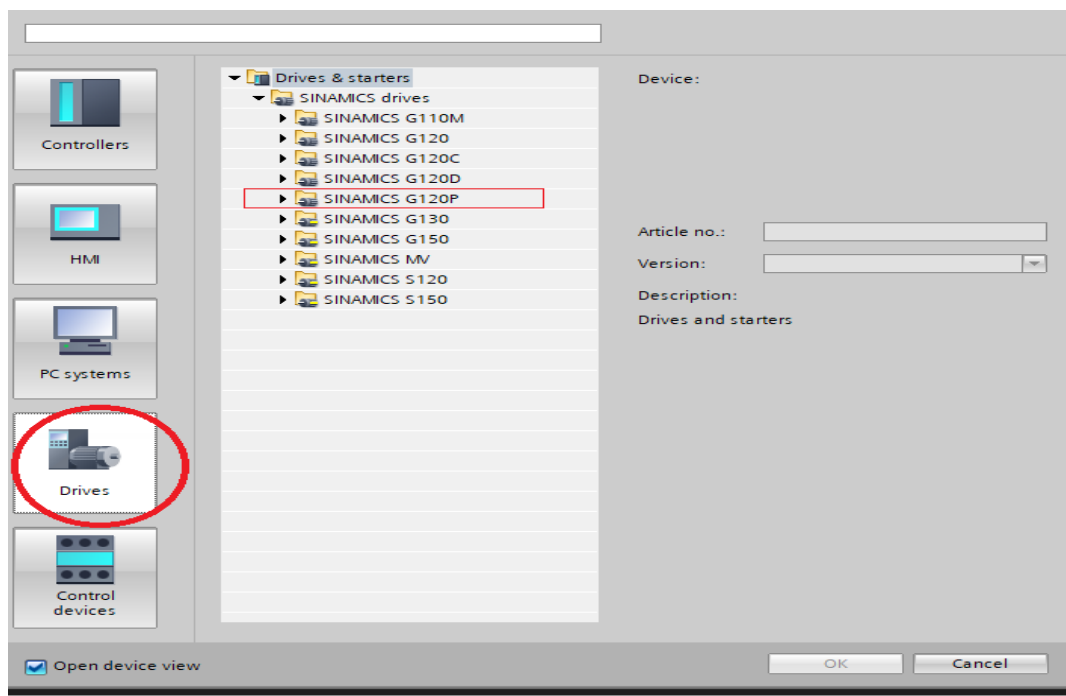 Controllers
HMI
PC systems
Drives
Control
devices
Drives & starters
SINAMICS drives
SINAMICS G110M
SINAMICS G120
SINAMICS G120C
SINAMICS G120D
SINAMICS G120P
SINAMICS G130
SINAMICS G150
SINAMICS MV
SINAMICS S120
SINAMICS S150
Device:
Article no.:
Version:
Description:
Drives and starters
Open device view
OK
Cancel